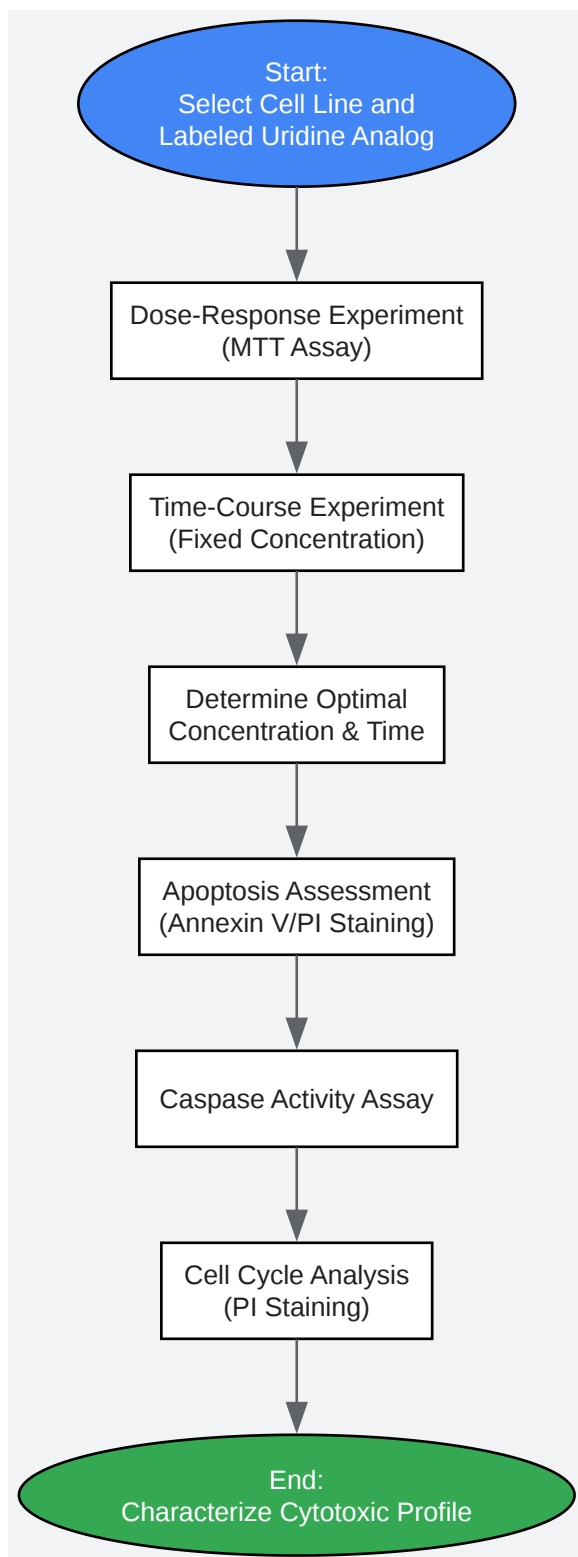 Start:
Select Cell Line and
Labeled Uridine Analog
Dose-Response Experiment
(MTT Assay)
Time-Course Experiment
(Fixed Concentration)
Determine Optimal
Concentration & Time
Apoptosis Assessment
(Annexin V/PI Staining)
Caspase Activity Assay
Cell Cycle Analysis
(PI Staining)
End:
Characterize Cytotoxic Profile